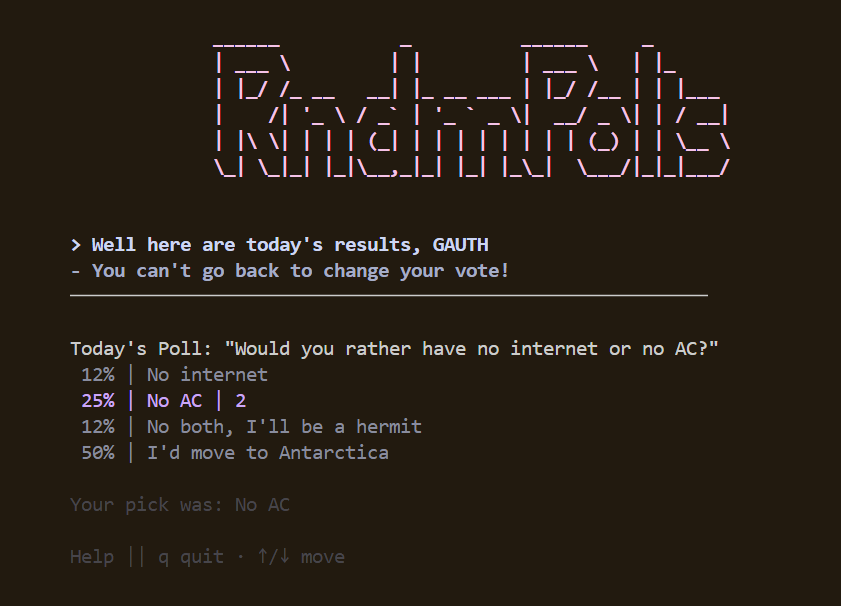 RndmPolls
> Well here are today's results, GAUTH
- You can't go back to change your vote!
Today's Poll: "Would you rather have no internet or no AC?"
12% | No internet
25% | No AC | 2
12% | No both, I'll be a hermit
50% | I'd move to Antarctica
Your pick was: No AC
Help || q quit · ↑/↓ move